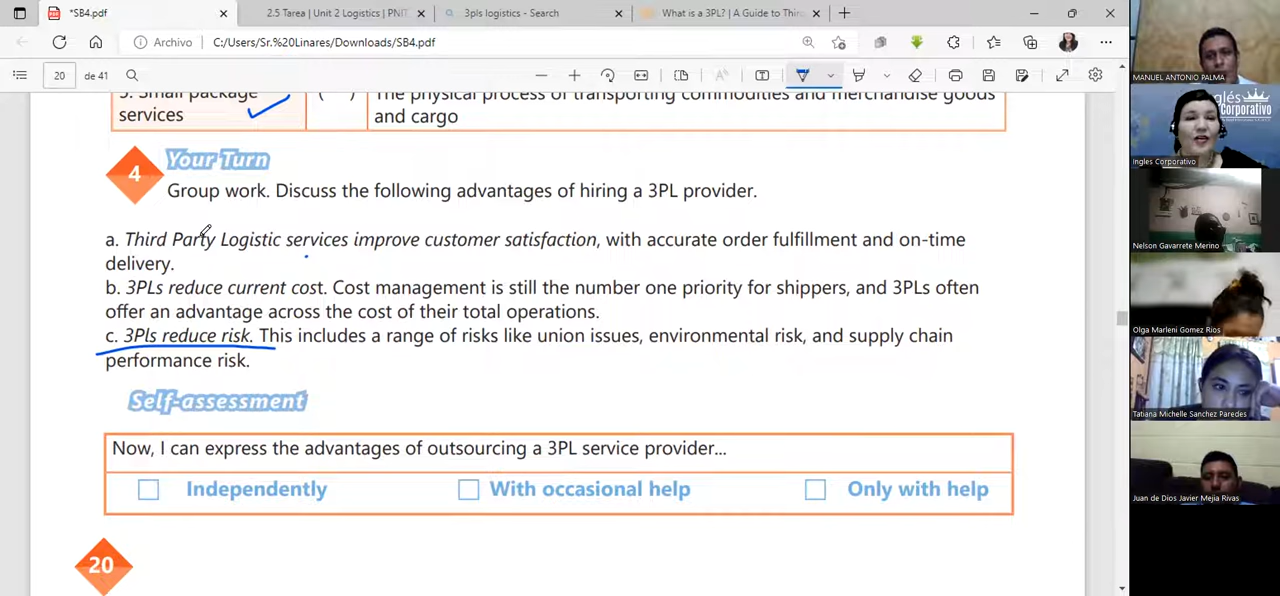 *SB4.pdf
2.5 Tarea | Unit 2 Logistics | PNIT
3pls logistics - Search
What is a 3PL? | A Guide to Thir
Archivo
C:/Users/Sr.%20Linares/Downloads/SB4.pdf
20
de 41
3. Small package services
( )
The physical process of transporting commodities and merchandise goods
and cargo
4
Your Turn
Group work. Discuss the following advantages of hiring a 3PL provider.
a. Third Party Logistic services improve customer satisfaction, with accurate order fulfillment and on-time
delivery.
b. 3PLs reduce current cost. Cost management is still the number one priority for shippers, and 3PLs often
offer an advantage across the cost of their total operations.
c. 3Pls reduce risk. This includes a range of risks like union issues, environmental risk, and supply chain
performance risk.
Self-assessment
Now, I can express the advantages of outsourcing a 3PL service provider...
Independently
With occasional help
Only with help
20
MANUEL ANTONIO PALMA
glés
Corporativo
Ingles Corporativo
Nelson Gavarrete Merino
Olga Marleni Gomez Rios
Tatiana Michelle Sanchez Paredes
Juan de Dios Javier Mejia Rivas